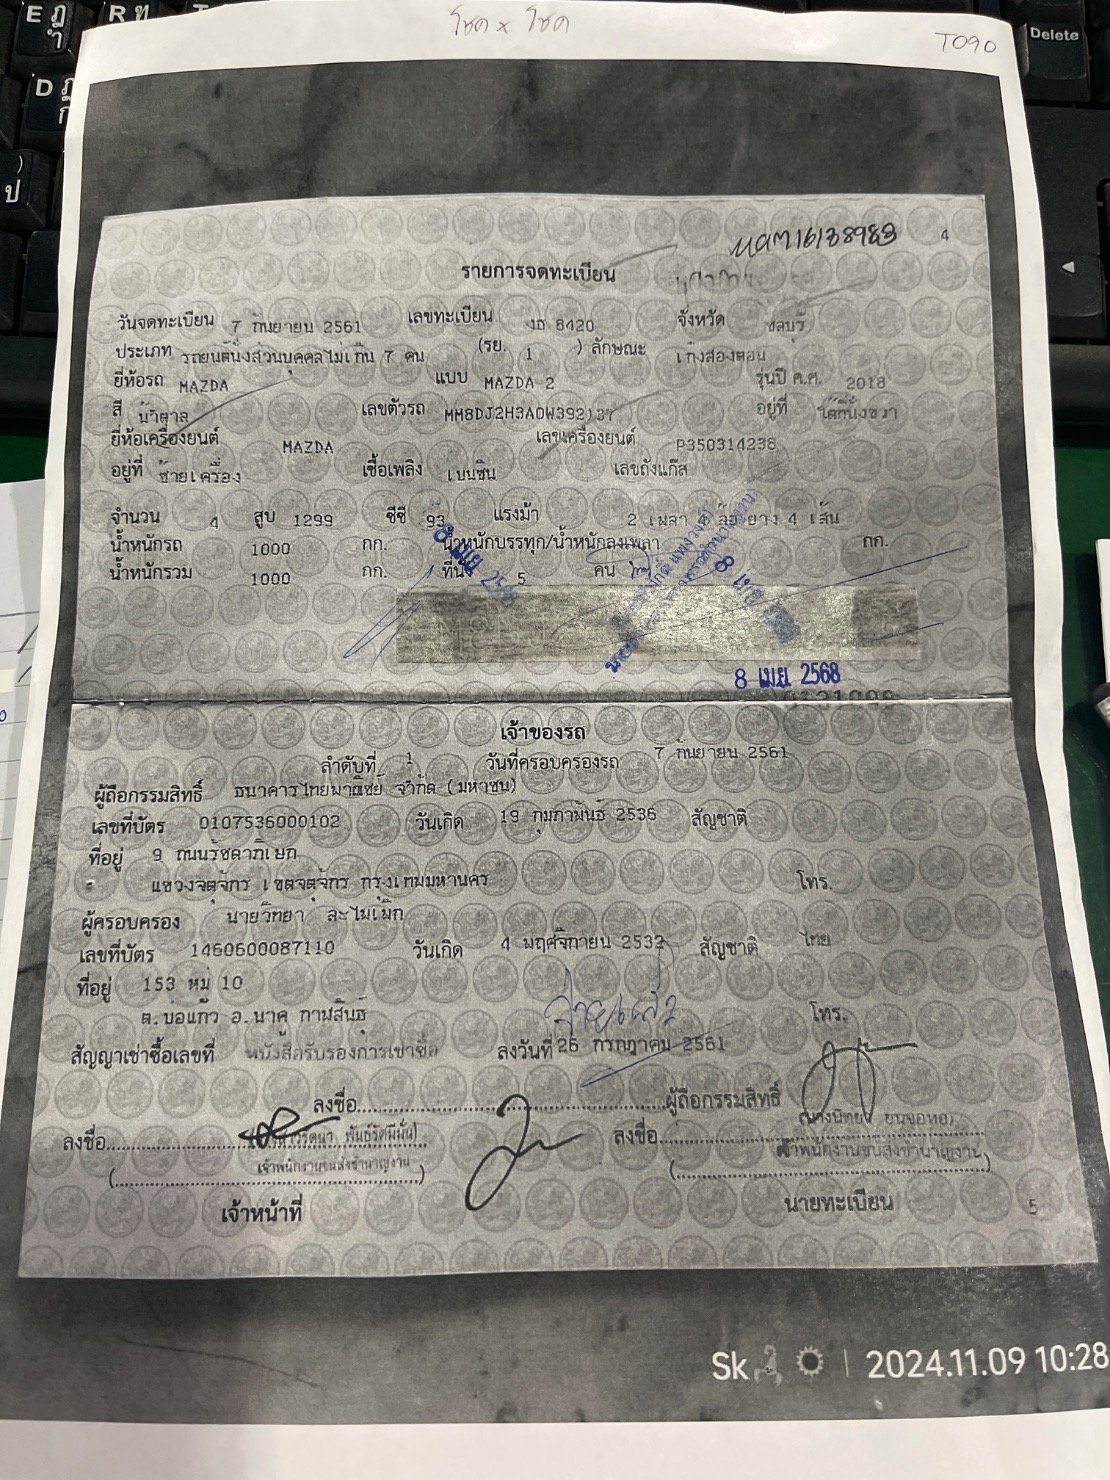 โชค x โชค
T090
4
รายการจดทะเบียน
วันจดทะเบียน 7 กันยายน 2561 เลขทะเบียน 8420 จังหวัด ชลบุรี
ประเภท รถยนต์นั่งส่วนบุคคลไม่เกิน 7 คน (รย. 1 ) ลักษณะ เก๋งสองตอน
ยี่ห้อรถ MAZDA แบบ MAZDA 2 รุ่นปี ค.ศ. 2018
สี น้ำตาล เลขตัวรถ MM8DJ2H3A0W392137 อยู่ที่ ใต้ที่นั่งขวา
ยี่ห้อเครื่องยนต์ MAZDA เลขเครื่องยนต์ P350314238
อยู่ที่ ซ้ายเครื่อง เชื้อเพลิง เบนซิน เลขถังแก๊ส
จำนวน 4 สูบ 1299 ซีซี 93 แรงม้า 2 เพลา 4 ล้อ ยาง 4 เส้น
น้ำหนักรถ 1000 กก. น้ำหนักบรรทุก/น้ำหนักลงเพลา กก.
น้ำหนักรวม 1000 กก. ที่นั่ง 5 คน
8 เมย 2568
เจ้าของรถ
ลำดับที่ 1 วันที่ครอบครองรถ 7 กันยายน 2561
ผู้ถือกรรมสิทธิ์ ธนาคารไทยพาณิชย์ จำกัด (มหาชน)
เลขที่บัตร 0107536000102 วันเกิด 19 กุมภาพันธ์ 2536 สัญชาติ
ที่อยู่ 9 ถนนรัชดาภิเษก
แขวงจตุจักร เขตจตุจักร กรุงเทพมหานคร โทร.
ผู้ครอบครอง นายวิทยา ละไมเม็ก
เลขที่บัตร 1460600087110 วันเกิด 4 พฤศจิกายน 2532 สัญชาติ ไทย
ที่อยู่ 153 หมู่ 10
ต.บ่อแก้ว อ.นาคู กาฬสินธุ์ โทร.
สัญญาเช่าซื้อเลขที่ หนังสือรับรองการเช่าซื้อ ลงวันที่ 26 กรกฎาคม 2561
ลงชื่อ ผู้ถือกรรมสิทธิ์
ลงชื่อ ลงชื่อ
เจ้าพนักงานขนส่งชำนาญงาน เจ้าพนักงานขนส่งชำนาญงาน
เจ้าหน้าที่ นายทะเบียน
5
Sk
2024.11.09 10:28